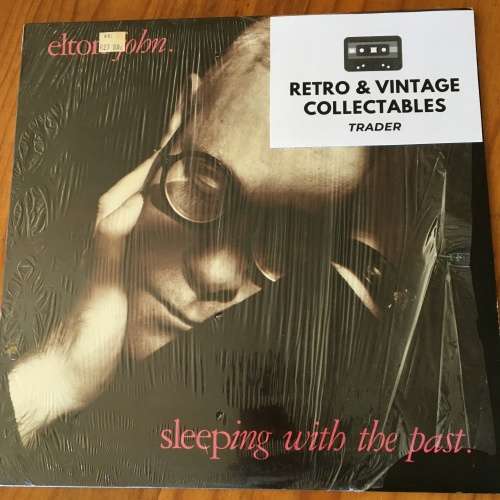 elton john.
RETRO & VINTAGE
COLLECTABLES
TRADER
sleeping with the past.